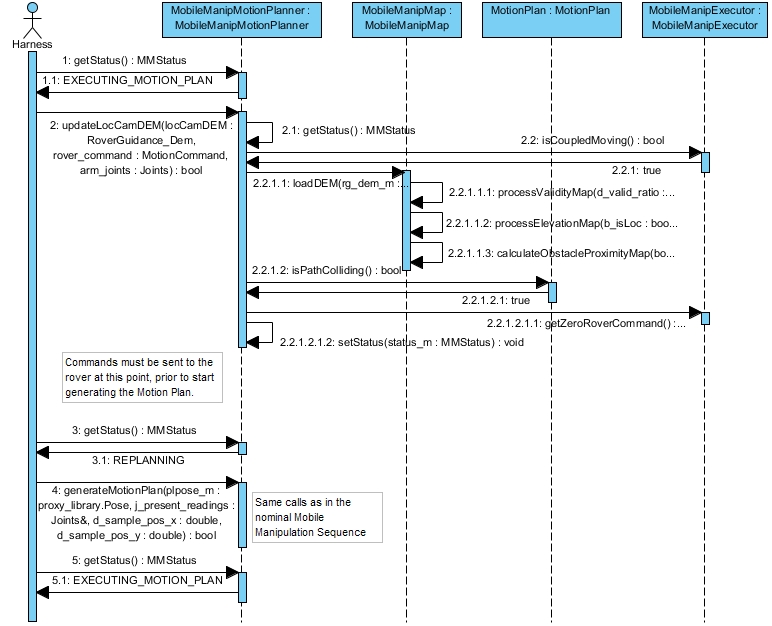 MobileManipMotionPlanner :
MobileManipMotionPlanner
MobileManipMap :
MobileManipMap
MotionPlan : MotionPlan
MobileManipExecutor :
MobileManipExecutor
Harness
1: getStatus() : MMStatus
1.1: EXECUTING_MOTION_PLAN
2: updateLocCamDEM(locCamDEM :
RoverGuidance_Dem,
rover_command : MotionCommand,
arm_joints : Joints) : bool
2.1: getStatus() : MMStatus
2.2: isCoupledMoving() : bool
2.2.1: true
2.2.1.1: loadDEM(rg_dem_m :...
2.2.1.1.1: processValidityMap(d_valid_ratio :...
2.2.1.1.2: processElevationMap(b_isLoc : boo...
2.2.1.1.3: calculateObstacleProximityMap(bo...
2.2.1.2: isPathColliding() : bool
2.2.1.2.1: true
2.2.1.2.1.1: getZeroRoverCommand() :...
2.2.1.2.1.2: setStatus(status_m : MMStatus) : void
Commands must be sent to the
rover at this point, prior to start
generating the Motion Plan.
3: getStatus() : MMStatus
3.1: REPLANNING
4: generateMotionPlan(plpose_m :
proxy_library.Pose, j_present_readings :
Joints&, d_sample_pos_x : double,
d_sample_pos_y : double) : bool
Same calls as in the
nominal Mobile
Manipulation Sequence
5: getStatus() : MMStatus
5.1: EXECUTING_MOTION_PLAN